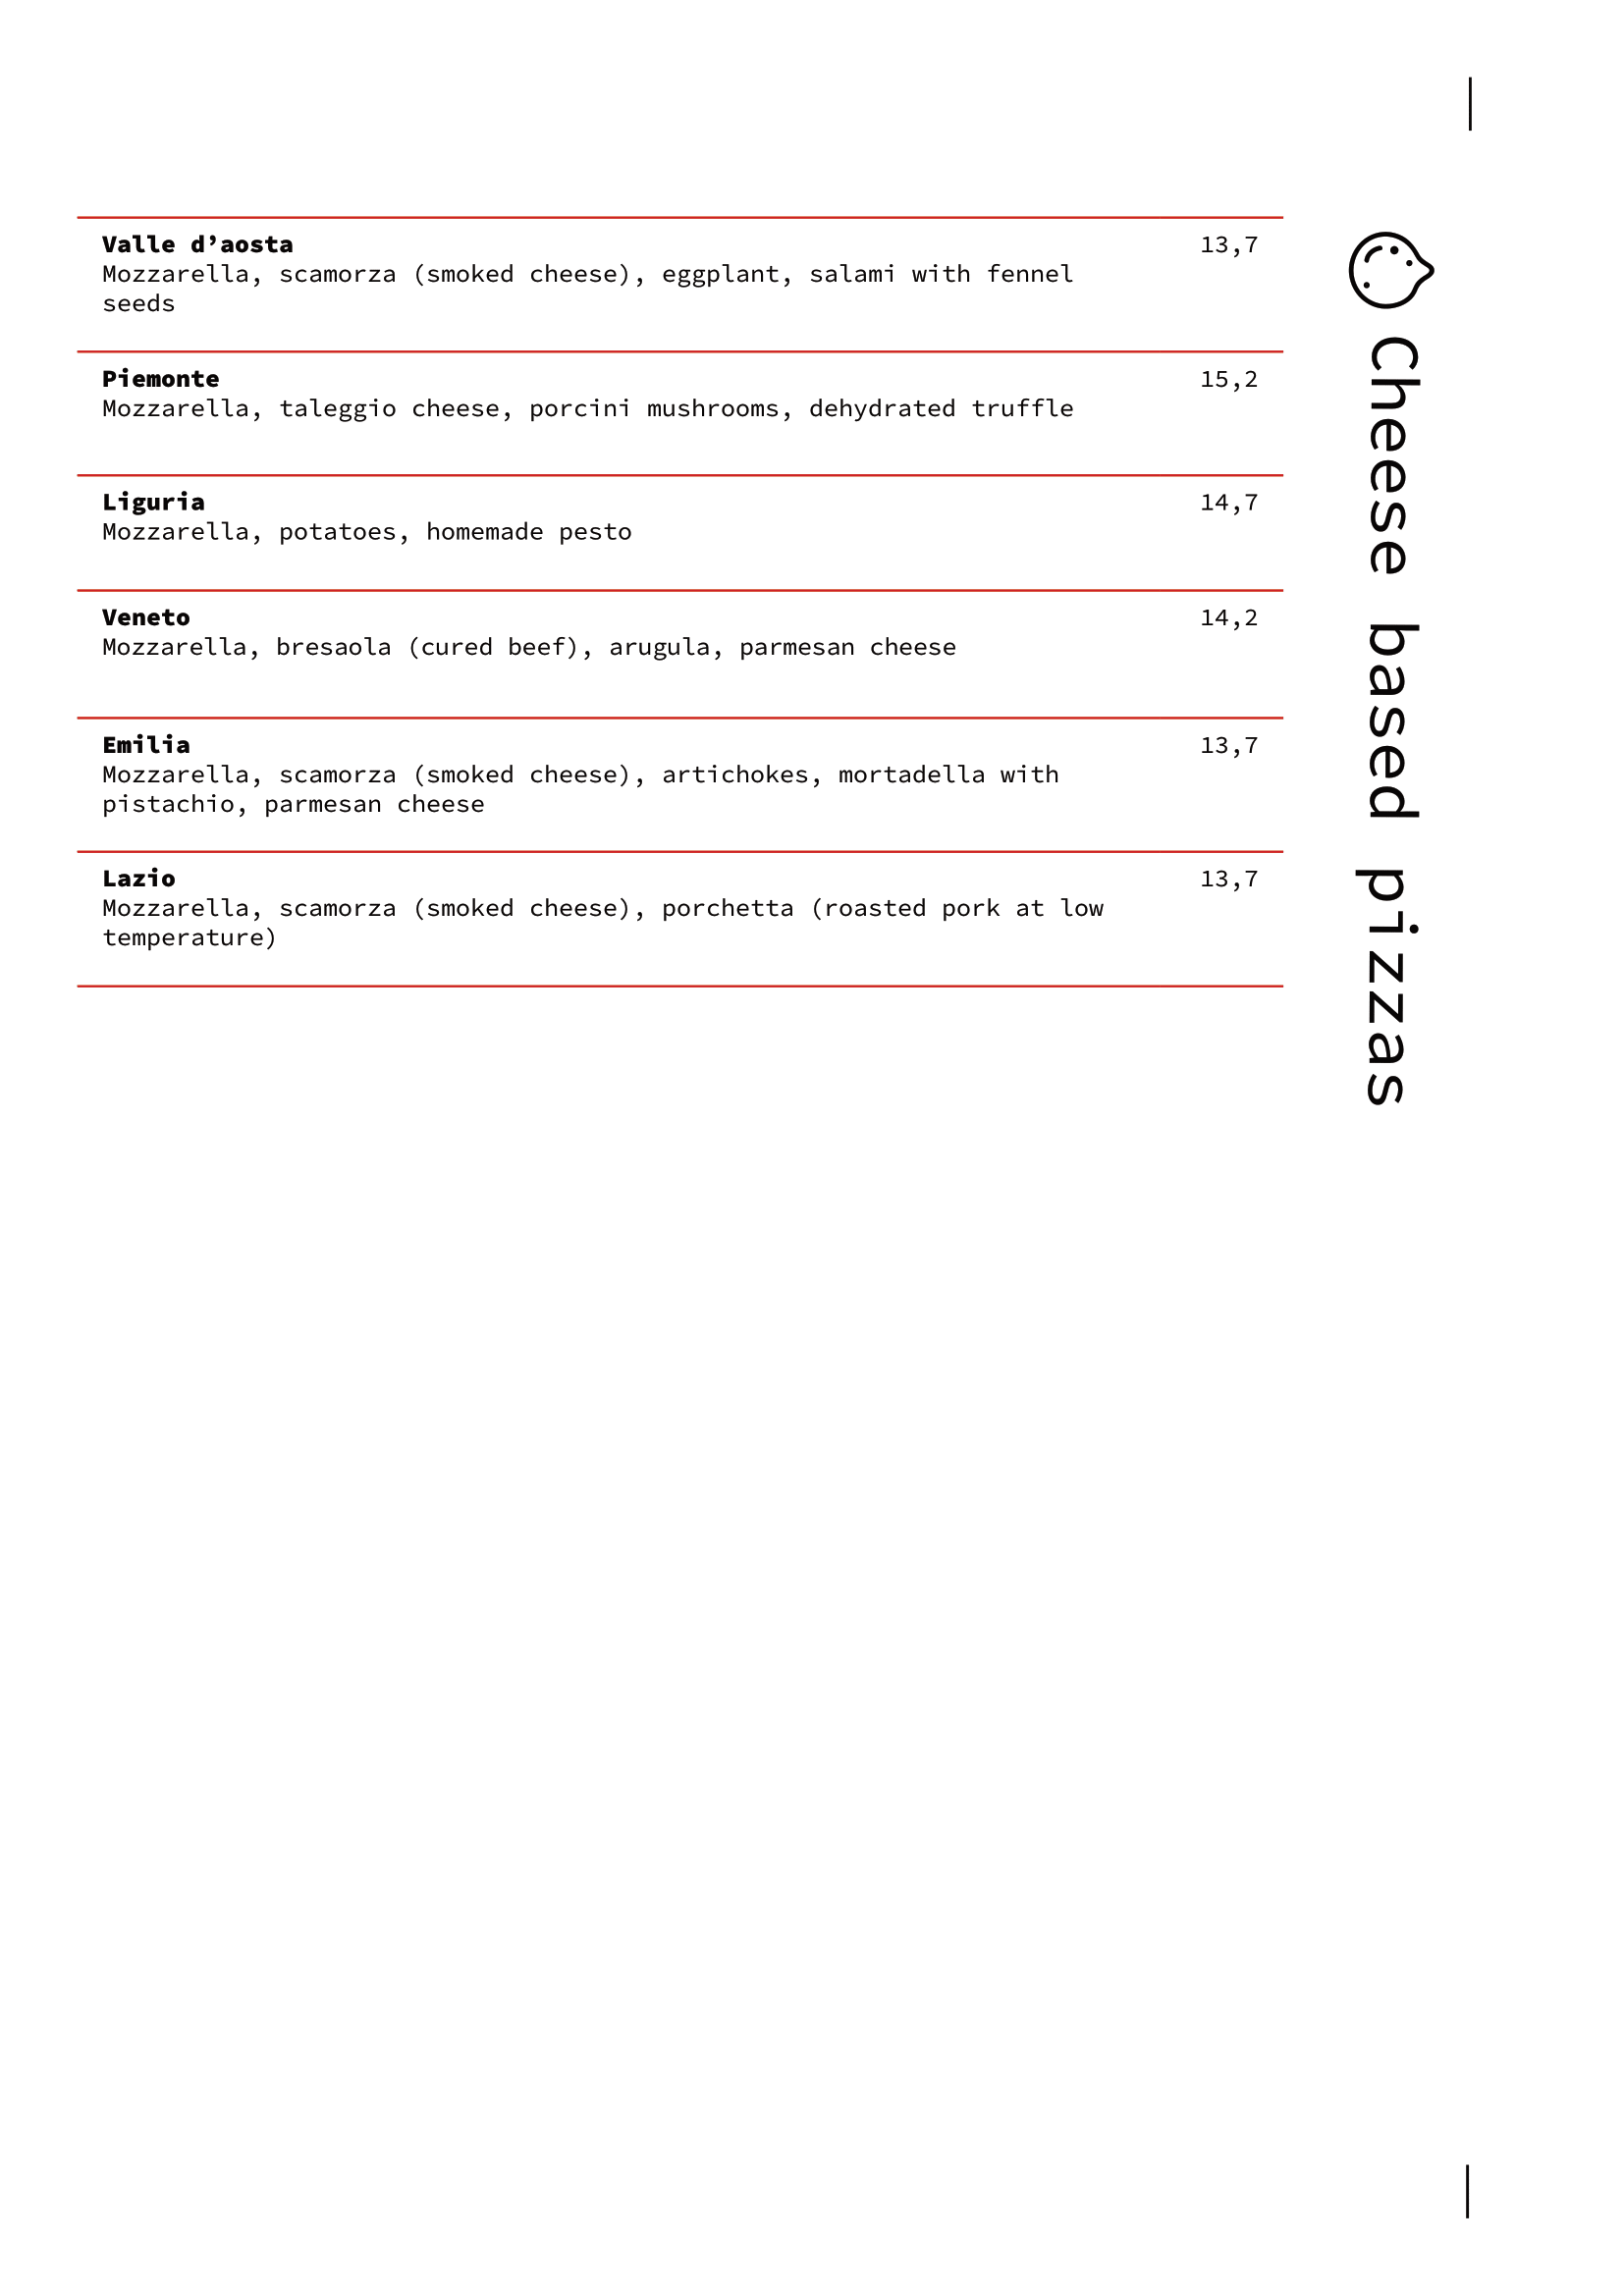 Cheese based pizzas
Valle d’aosta 13,7
Mozzarella, scamorza (smoked cheese), eggplant, salami with fennel
seeds
Piemonte 15,2
Mozzarella, taleggio cheese, porcini mushrooms, dehydrated truffle
Liguria 14,7
Mozzarella, potatoes, homemade pesto
Veneto 14,2
Mozzarella, bresaola (cured beef), arugula, parmesan cheese
Emilia 13,7
Mozzarella, scamorza (smoked cheese), artichokes, mortadella with
pistachio, parmesan cheese
Lazio 13,7
Mozzarella, scamorza (smoked cheese), porchetta (roasted pork at low
temperature)